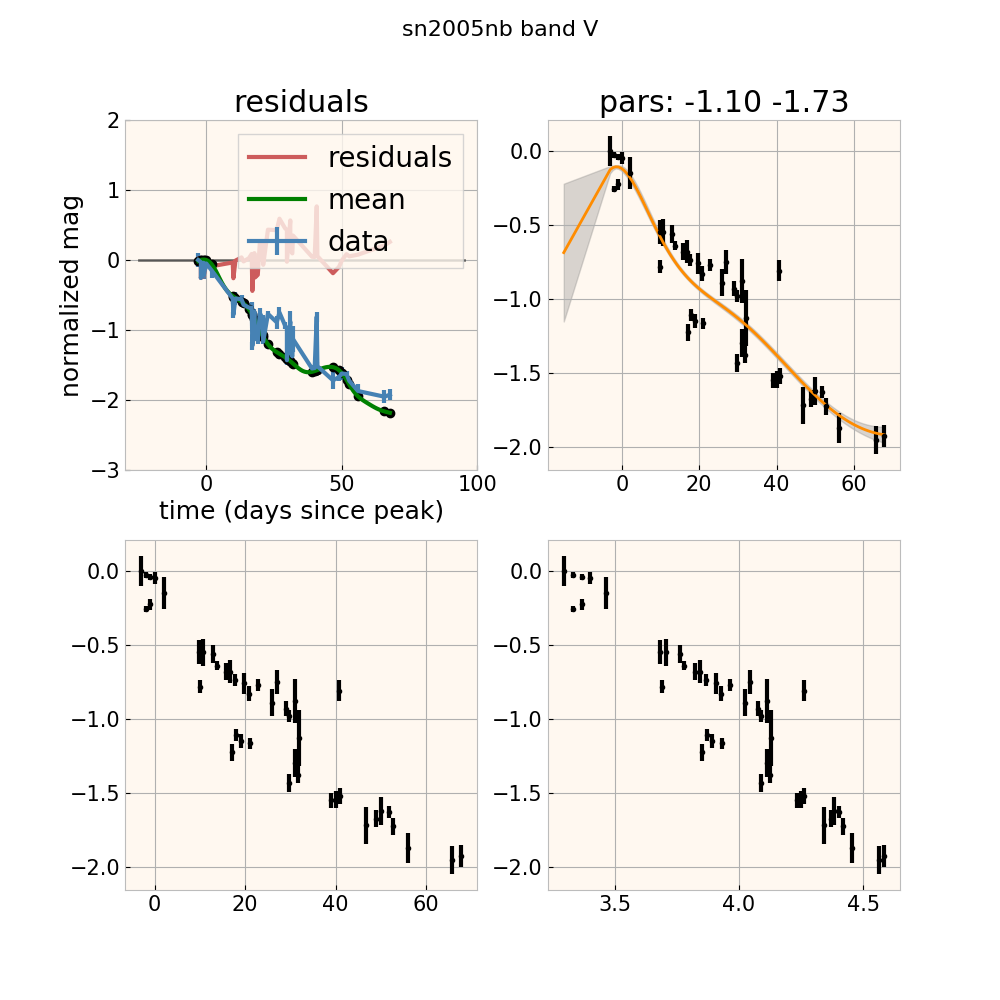 sn2005nb band V
residuals
pars: -1.10 -1.73
residuals
mean
data
normalized mag
2
1
0
−1
−2
−3
0 50 100
time (days since peak)
0.0
−0.5
−1.0
−1.5
−2.0
0 20 40 60
0.0
−0.5
−1.0
−1.5
−2.0
0 20 40 60
0.0
−0.5
−1.0
−1.5
−2.0
3.5 4.0 4.5